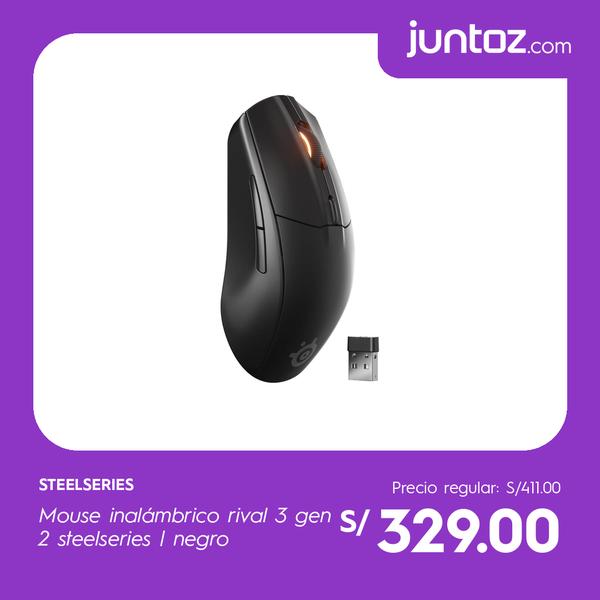 juntoz.com
STEELSERIES
Mouse inalámbrico rival 3 gen
2 steelseries | negro
Precio regular: S/411.00
S/ 329.00